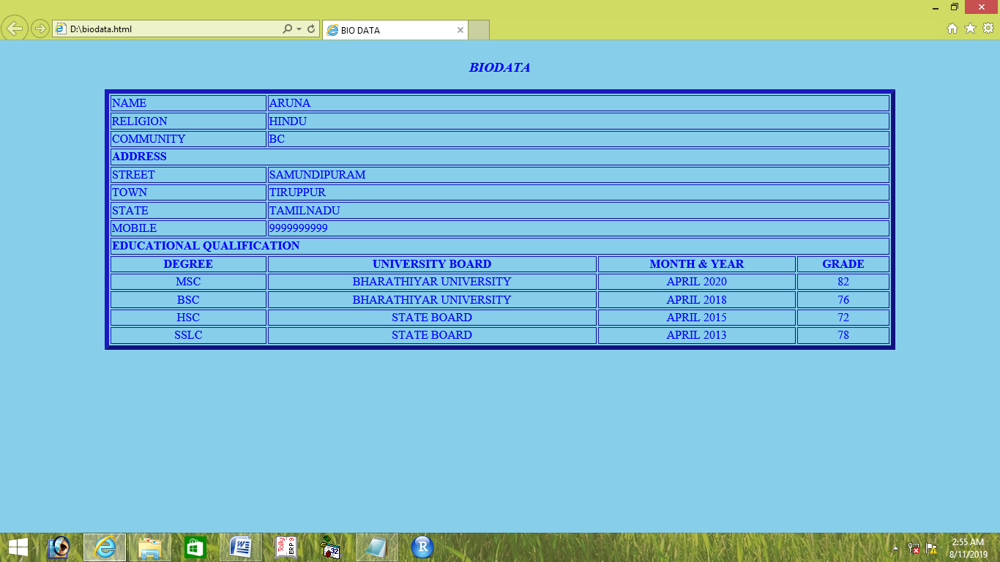 D:\biodata.html
BIO DATA
BIODATA
NAME ARUNA
RELIGION HINDU
COMMUNITY BC
ADDRESS
STREET SAMUNDIPURAM
TOWN TIRUPPUR
STATE TAMILNADU
MOBILE 9999999999
EDUCATIONAL QUALIFICATION
DEGREE UNIVERSITY BOARD MONTH & YEAR GRADE
MSC BHARATHIYAR UNIVERSITY APRIL 2020 82
BSC BHARATHIYAR UNIVERSITY APRIL 2018 76
HSC STATE BOARD APRIL 2015 72
SSLC STATE BOARD APRIL 2013 78
Tally ERP 9
32
R
2:55 AM
8/11/2019